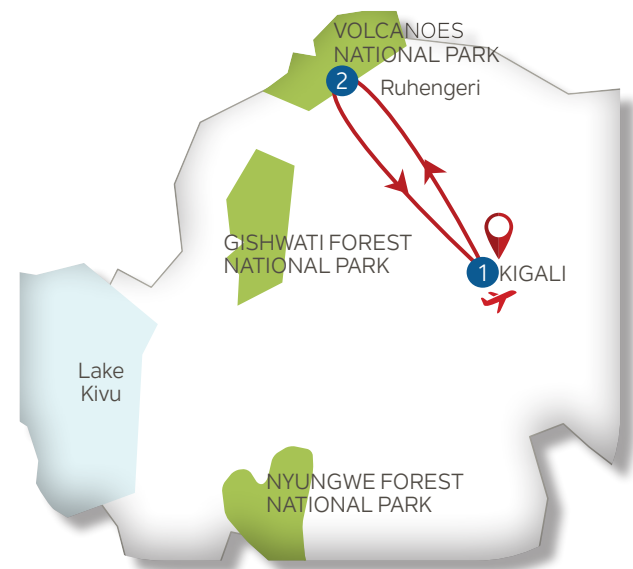 VOLCANOES
NATIONAL PARK
2
Ruhengeri
GISHWATI FOREST
NATIONAL PARK
1
KIGALI
Lake
Kivu
NYUNGWE FOREST
NATIONAL PARK